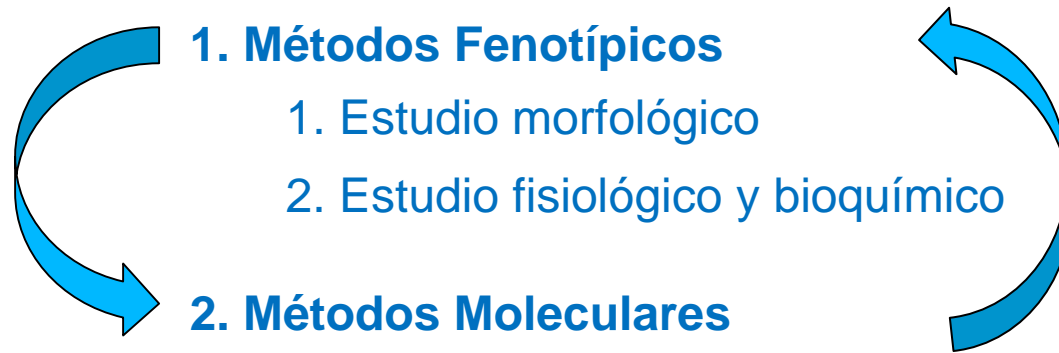 1. Métodos Fenotípicos
1. Estudio morfológico
2. Estudio fisiológico y bioquímico
2. Métodos Moleculares